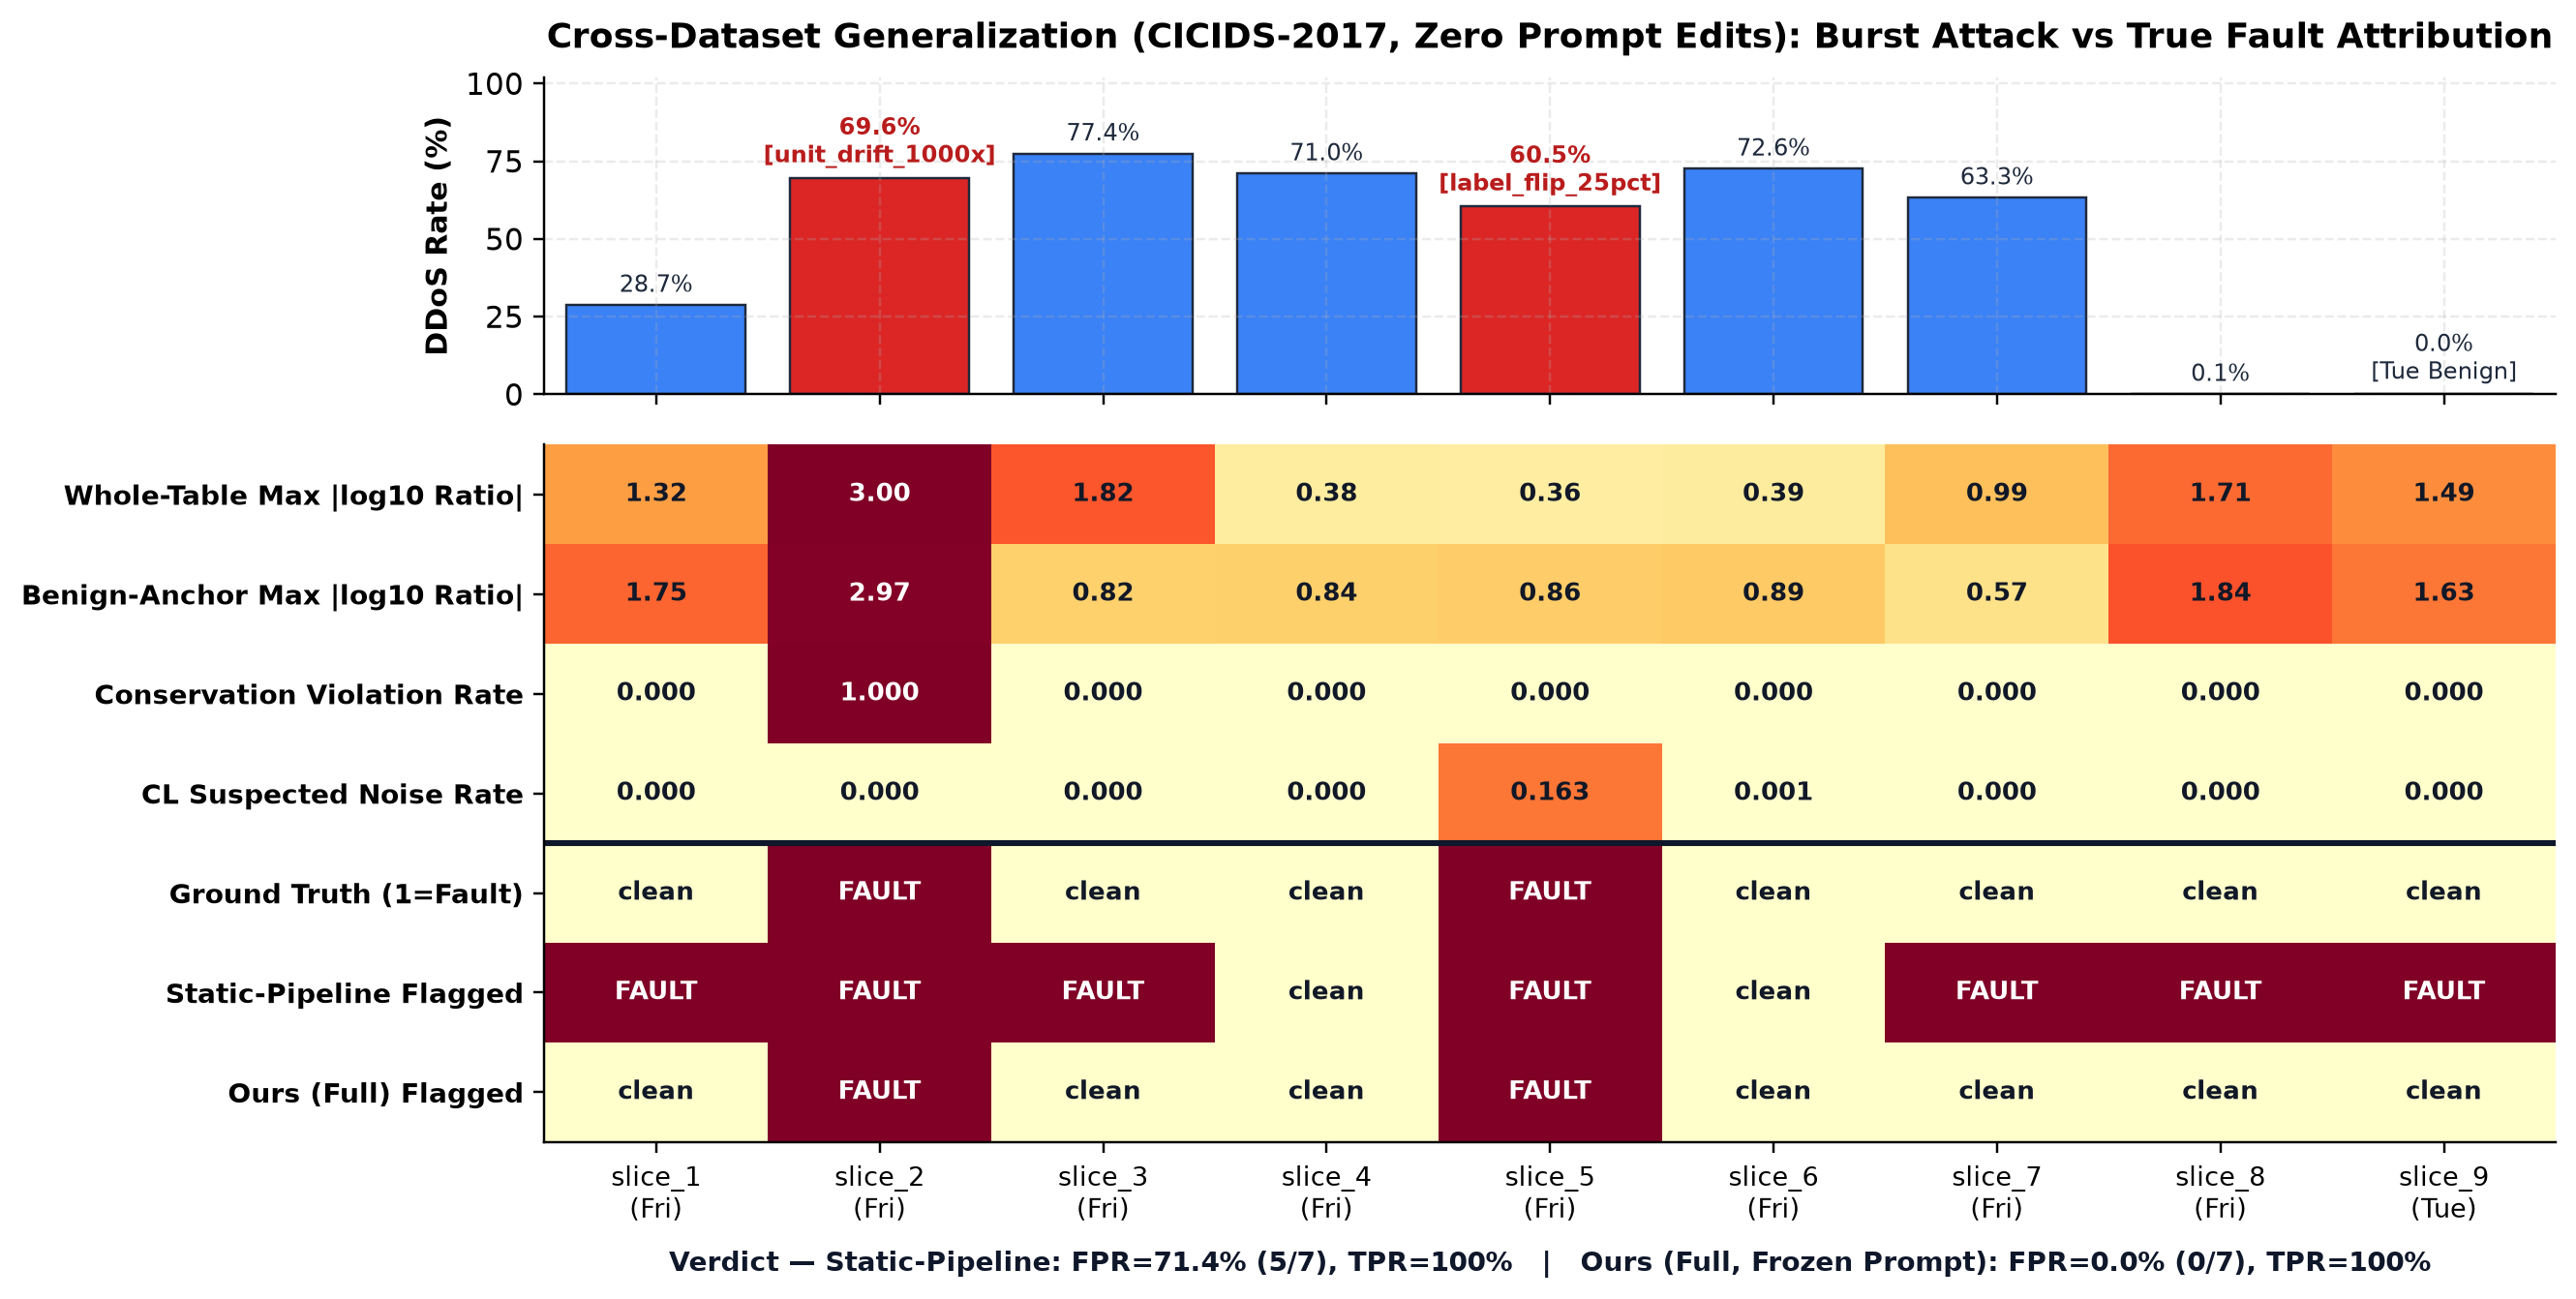 Cross-Dataset Generalization (CICIDS-2017, Zero Prompt Edits): Burst Attack vs True Fault Attribution
DDoS Rate (%)
100
75
50
25
0
28.7%
69.6%
[unit_drift_1000x]
77.4%
71.0%
60.5%
[label_flip_25pct]
72.6%
63.3%
0.1%
0.0%
[Tue Benign]
Whole-Table Max |log10 Ratio| 1.32 3.00 1.82 0.38 0.36 0.39 0.99 1.71 1.49
Benign-Anchor Max |log10 Ratio| 1.75 2.97 0.82 0.84 0.86 0.89 0.57 1.84 1.63
Conservation Violation Rate 0.000 1.000 0.000 0.000 0.000 0.000 0.000 0.000 0.000
CL Suspected Noise Rate 0.000 0.000 0.000 0.000 0.163 0.001 0.000 0.000 0.000
Ground Truth (1=Fault) clean FAULT clean clean FAULT clean clean clean clean
Static-Pipeline Flagged FAULT FAULT FAULT clean FAULT clean FAULT FAULT FAULT
Ours (Full) Flagged clean FAULT clean clean FAULT clean clean clean clean
slice_1 slice_2 slice_3 slice_4 slice_5 slice_6 slice_7 slice_8 slice_9
(Fri) (Fri) (Fri) (Fri) (Fri) (Fri) (Fri) (Fri) (Tue)
Verdict — Static-Pipeline: FPR=71.4% (5/7), TPR=100% | Ours (Full, Frozen Prompt): FPR=0.0% (0/7), TPR=100%